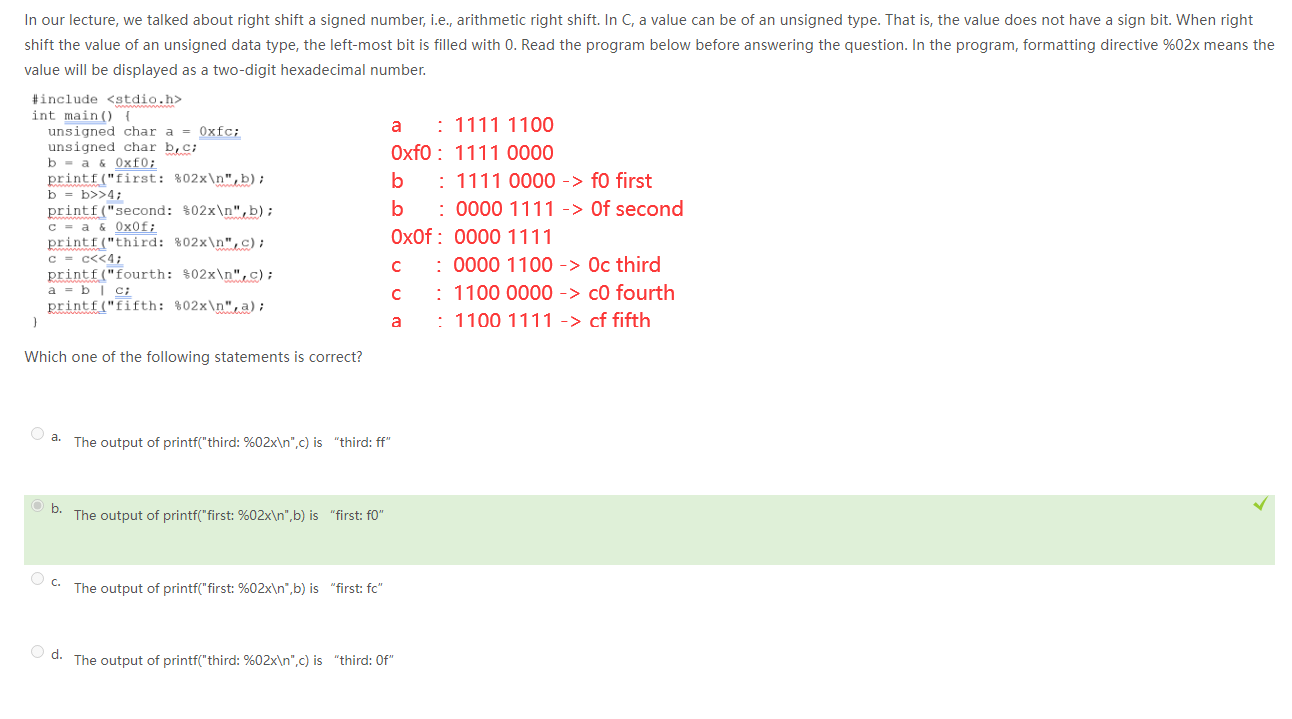 In our lecture, we talked about right shift a signed number, i.e., arithmetic right shift. In C, a value can be of an unsigned type. That is, the value does not have a sign bit. When right
shift the value of an unsigned data type, the left-most bit is filled with 0. Read the program below before answering the question. In the program, formatting directive %02x means the
value will be displayed as a two-digit hexadecimal number.
#include <stdio.h>
int main() {
unsigned char a = 0xfc;
unsigned char b,c;
b = a & 0xf0;
printf("first: %02x\n",b);
b = b>>4;
printf("second: %02x\n",b);
c = a & 0x0f;
printf("third: %02x\n",c);
c = c<<4;
printf("fourth: %02x\n",c);
a = b | c;
printf("fifth: %02x\n",a);
}
a : 1111 1100
0xf0 : 1111 0000
b : 1111 0000 -> f0 first
b : 0000 1111 -> 0f second
0x0f : 0000 1111
c : 0000 1100 -> 0c third
c : 1100 0000 -> c0 fourth
a : 1100 1111 -> cf fifth
Which one of the following statements is correct?
a. The output of printf("third: %02x\n",c) is “third: ff”
b. The output of printf("first: %02x\n",b) is “first: f0”
c. The output of printf("first: %02x\n",b) is “first: fc”
d. The output of printf("third: %02x\n",c) is “third: 0f”